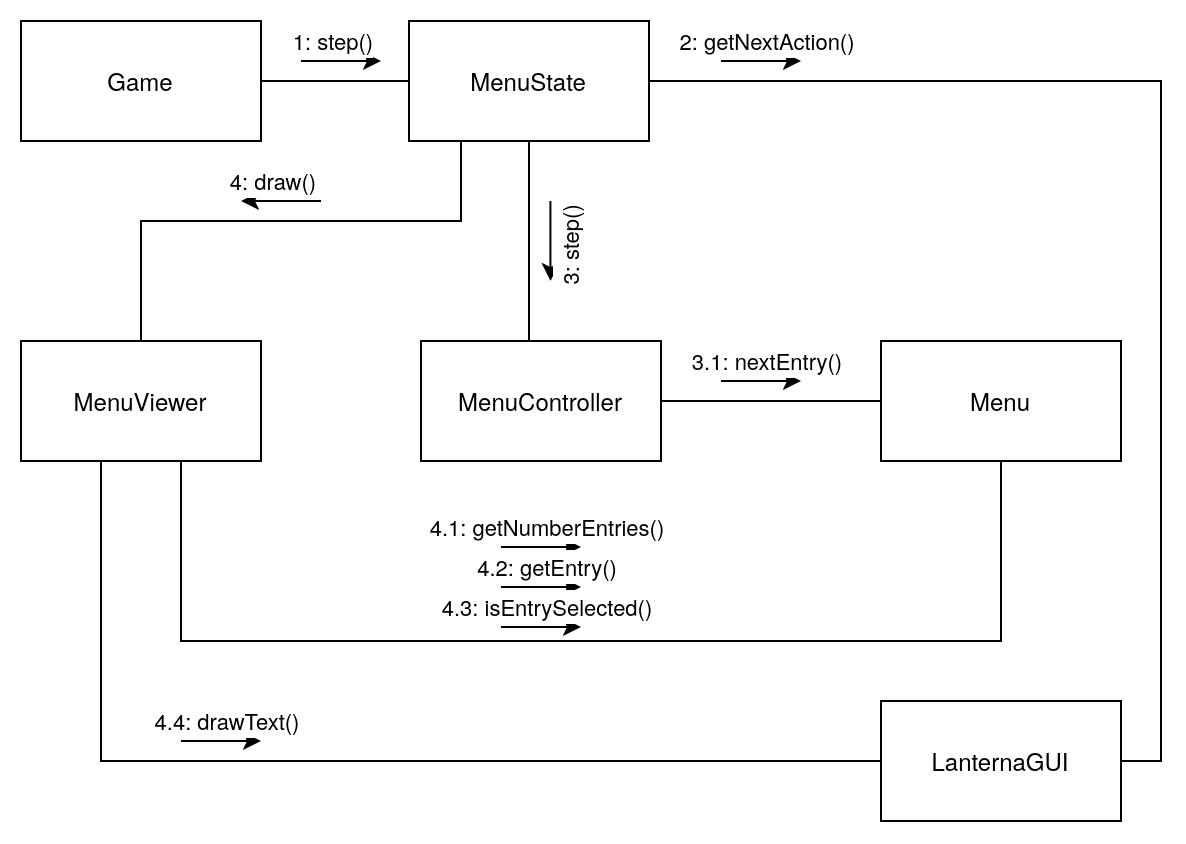 1: step()
2: getNextAction()
Game
MenuState
4: draw()
3: step()
3.1: nextEntry()
MenuViewer
MenuController
Menu
4.1: getNumberEntries()
4.2: getEntry()
4.3: isEntrySelected()
4.4: drawText()
LanternaGUI